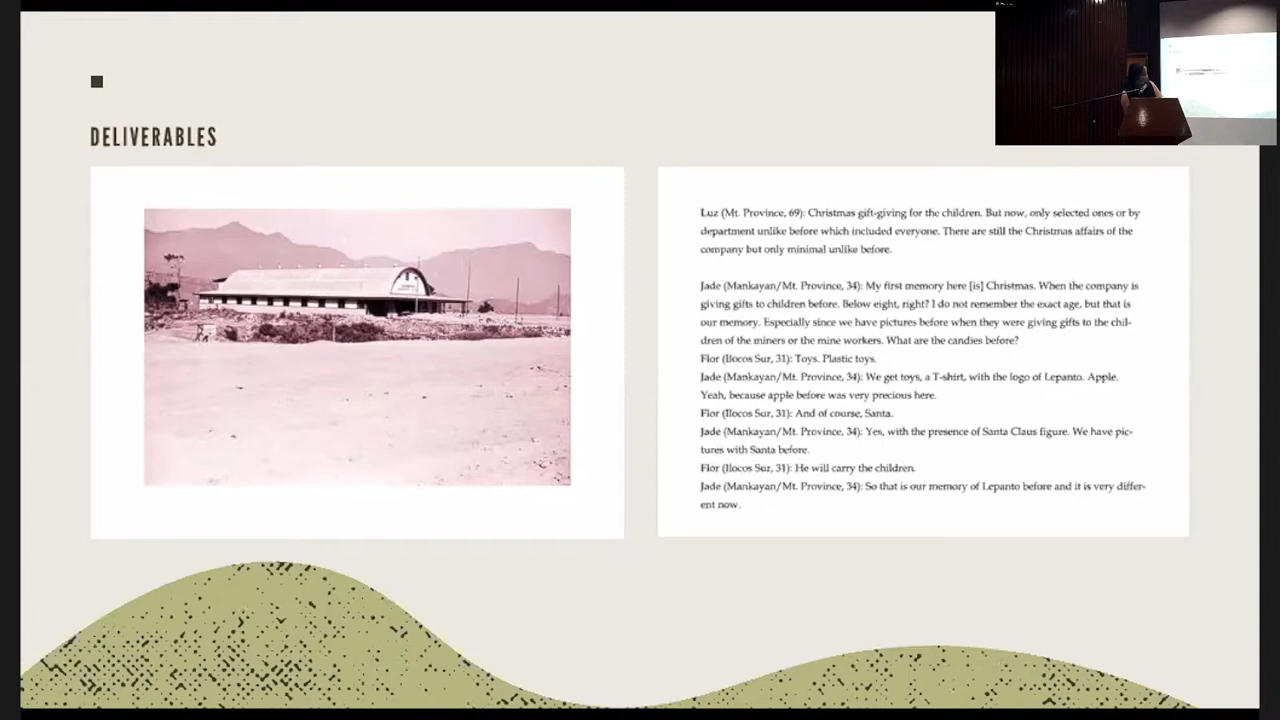 DELIVERABLES
Luz (Mt. Province, 69): Christmas gift-giving for the children. But now, only selected ones or by
department unlike before which included everyone. There are still the Christmas affairs of the
company but only minimal unlike before.
Jade (Mankayan/Mt. Province, 34): My first memory here [is] Christmas. When the company is
giving gifts to children before. Below eight, right? I do not remember the exact age, but that is
our memory. Especially since we have pictures before when they were giving gifts to the chil-
dren of the miners or the mine workers. What are the candies before?
Flor (Ilocos Sur, 31): Toys. Plastic toys.
Jade (Mankayan/Mt. Province, 34): We get toys, a T-shirt, with the logo of Lepanto. Apple.
Yeah, because apple before was very precious here.
Flor (Ilocos Sur, 31): And of course, Santa.
Jade (Mankayan/Mt. Province, 34): Yes, with the presence of Santa Claus figure. We have pic-
tures with Santa before.
Flor (Ilocos Sur, 31): He will carry the children.
Jade (Mankayan/Mt. Province, 34): So that is our memory of Lepanto before and it is very differ-
ent now.